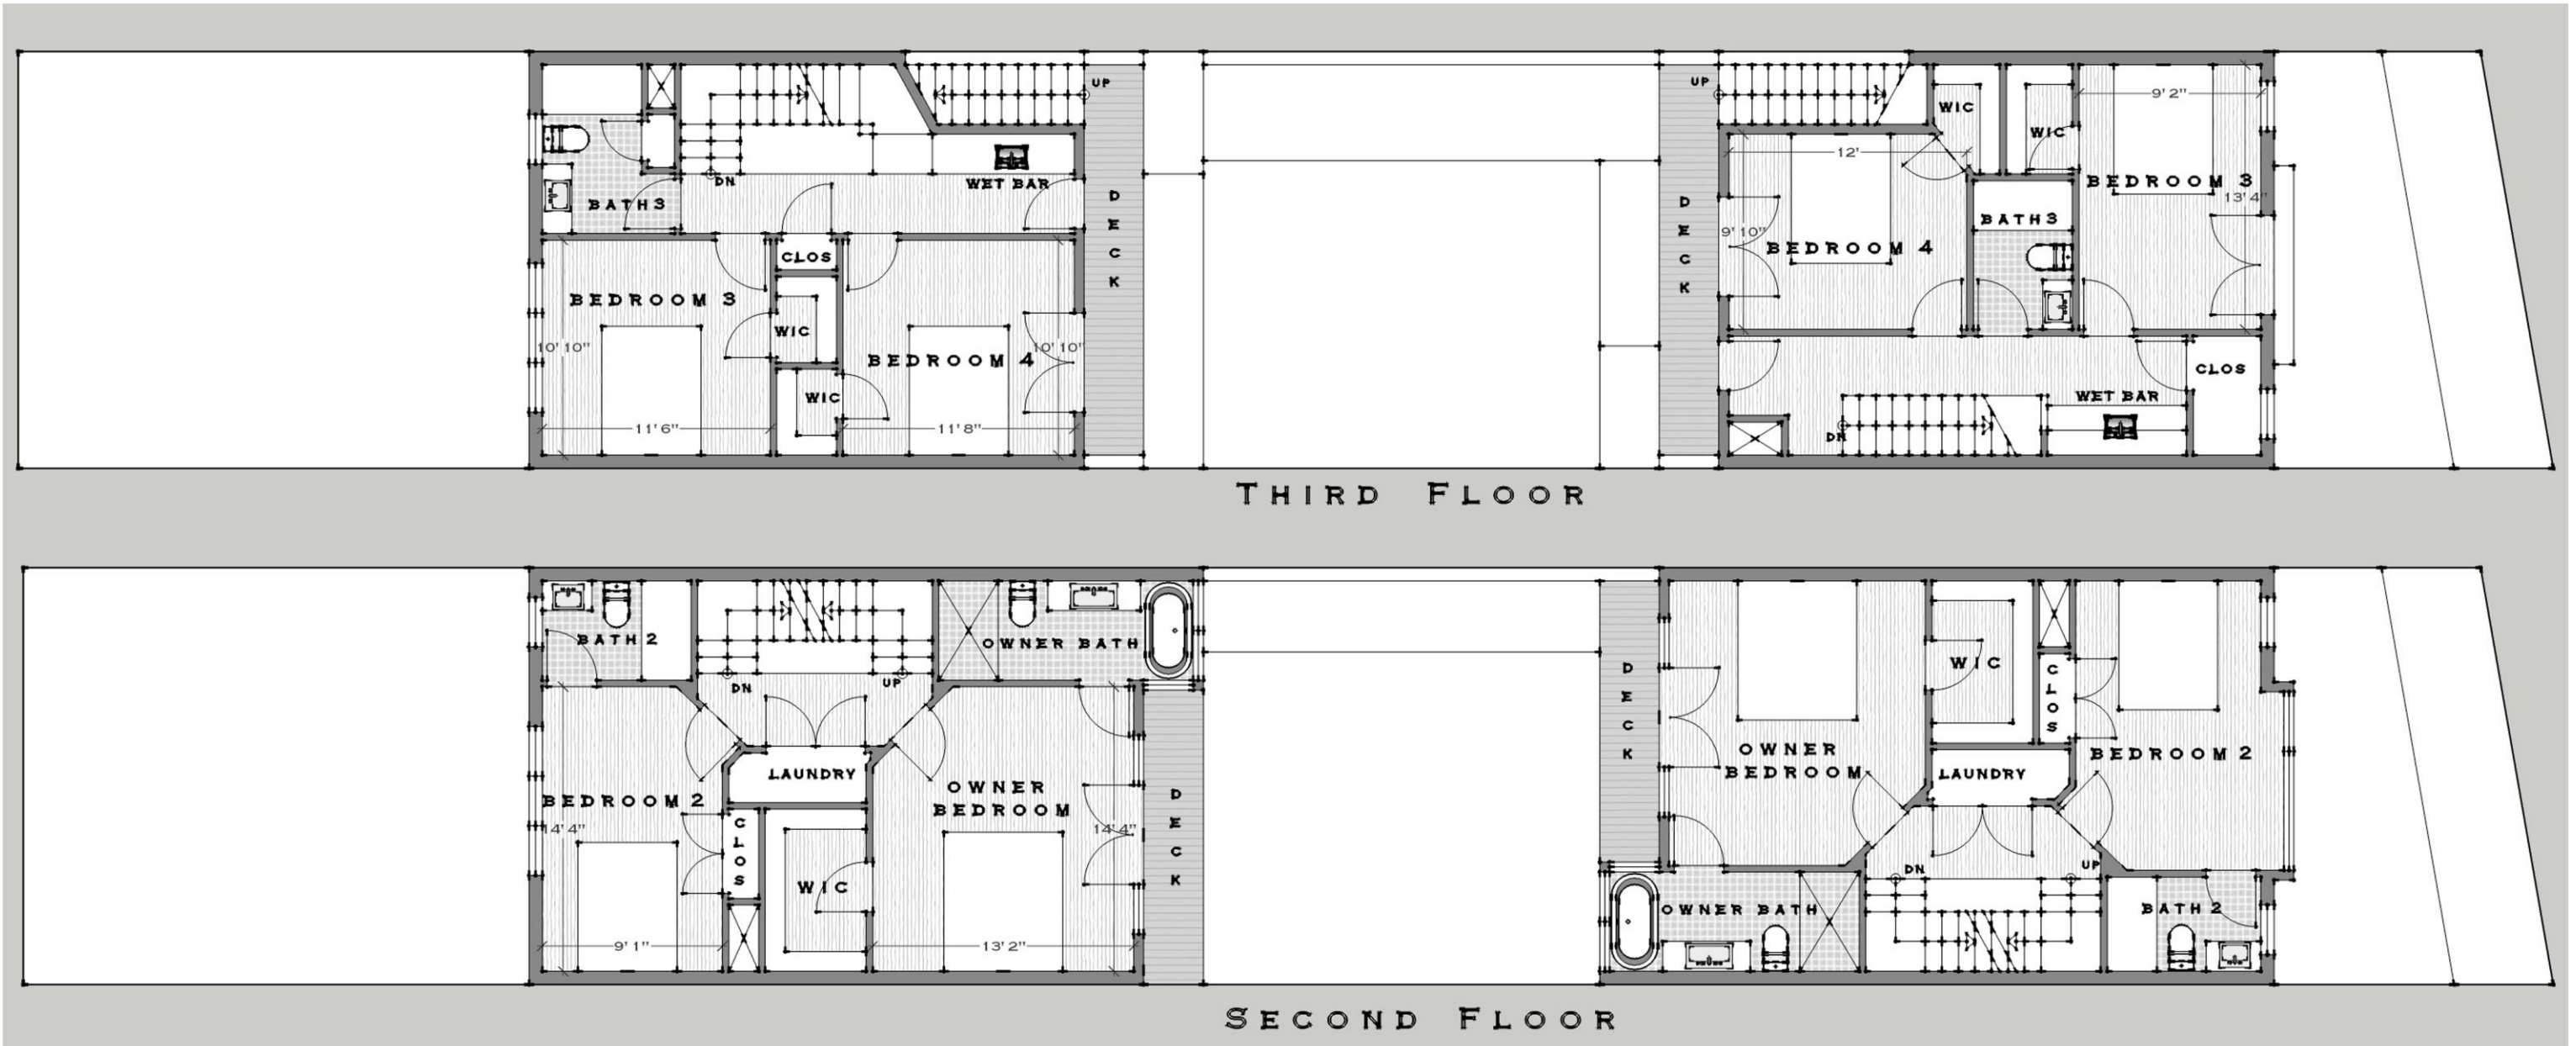 UP
UP
WIC
9' 2"
WIC
12'
DN
WET BAR
BEDROOM 3
BATH 3
DECK
DECK
13' 4"
BATH 3
9' 10"
BEDROOM 4
CLOS
BEDROOM 3
WIC
10' 10"
BEDROOM 4
10' 10"
CLOS
WIC
WET BAR
11' 6"
11' 8"
DN
THIRD FLOOR
BATH 2
OWNER BATH
WIC
DN
UP
CLOS
DECK
LAUNDRY
OWNER
BEDROOM
BEDROOM 2
LAUNDRY
OWNER
BEDROOM
BEDROOM 2
14' 4"
14' 4"
CLOS
DECK
WIC
DN
UP
OWNER BATH
BATH 2
9' 1"
13' 2"
SECOND FLOOR